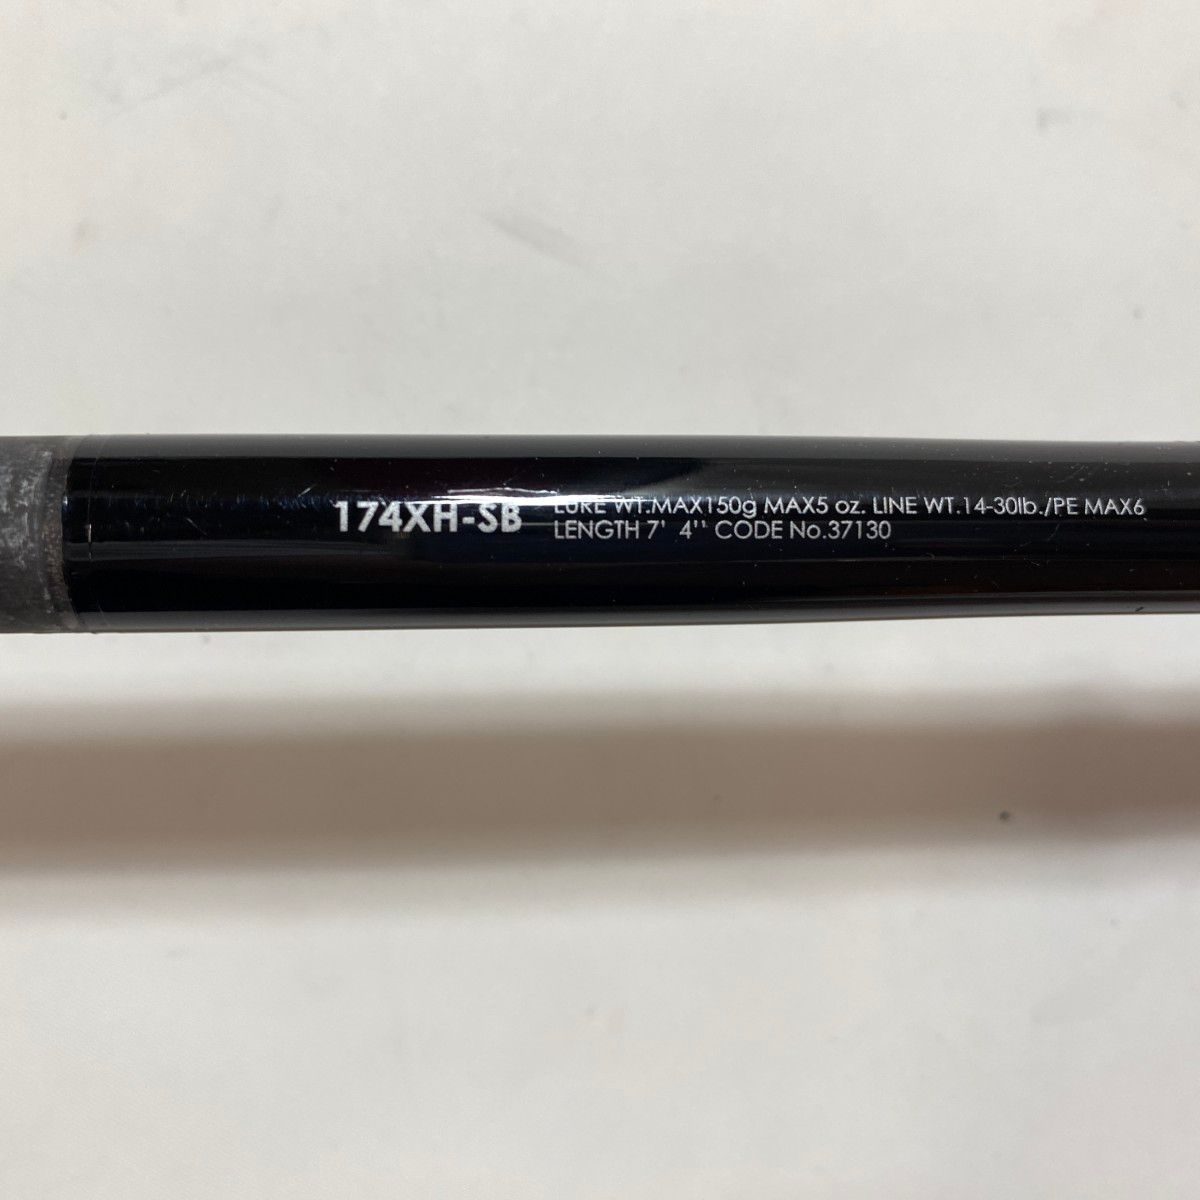 174XH-SB
LURE WT.MAX150g MAX5 oz. LINE WT.14-30lb./PE MAX6
LENGTH 7' 4'' CODE No.37130